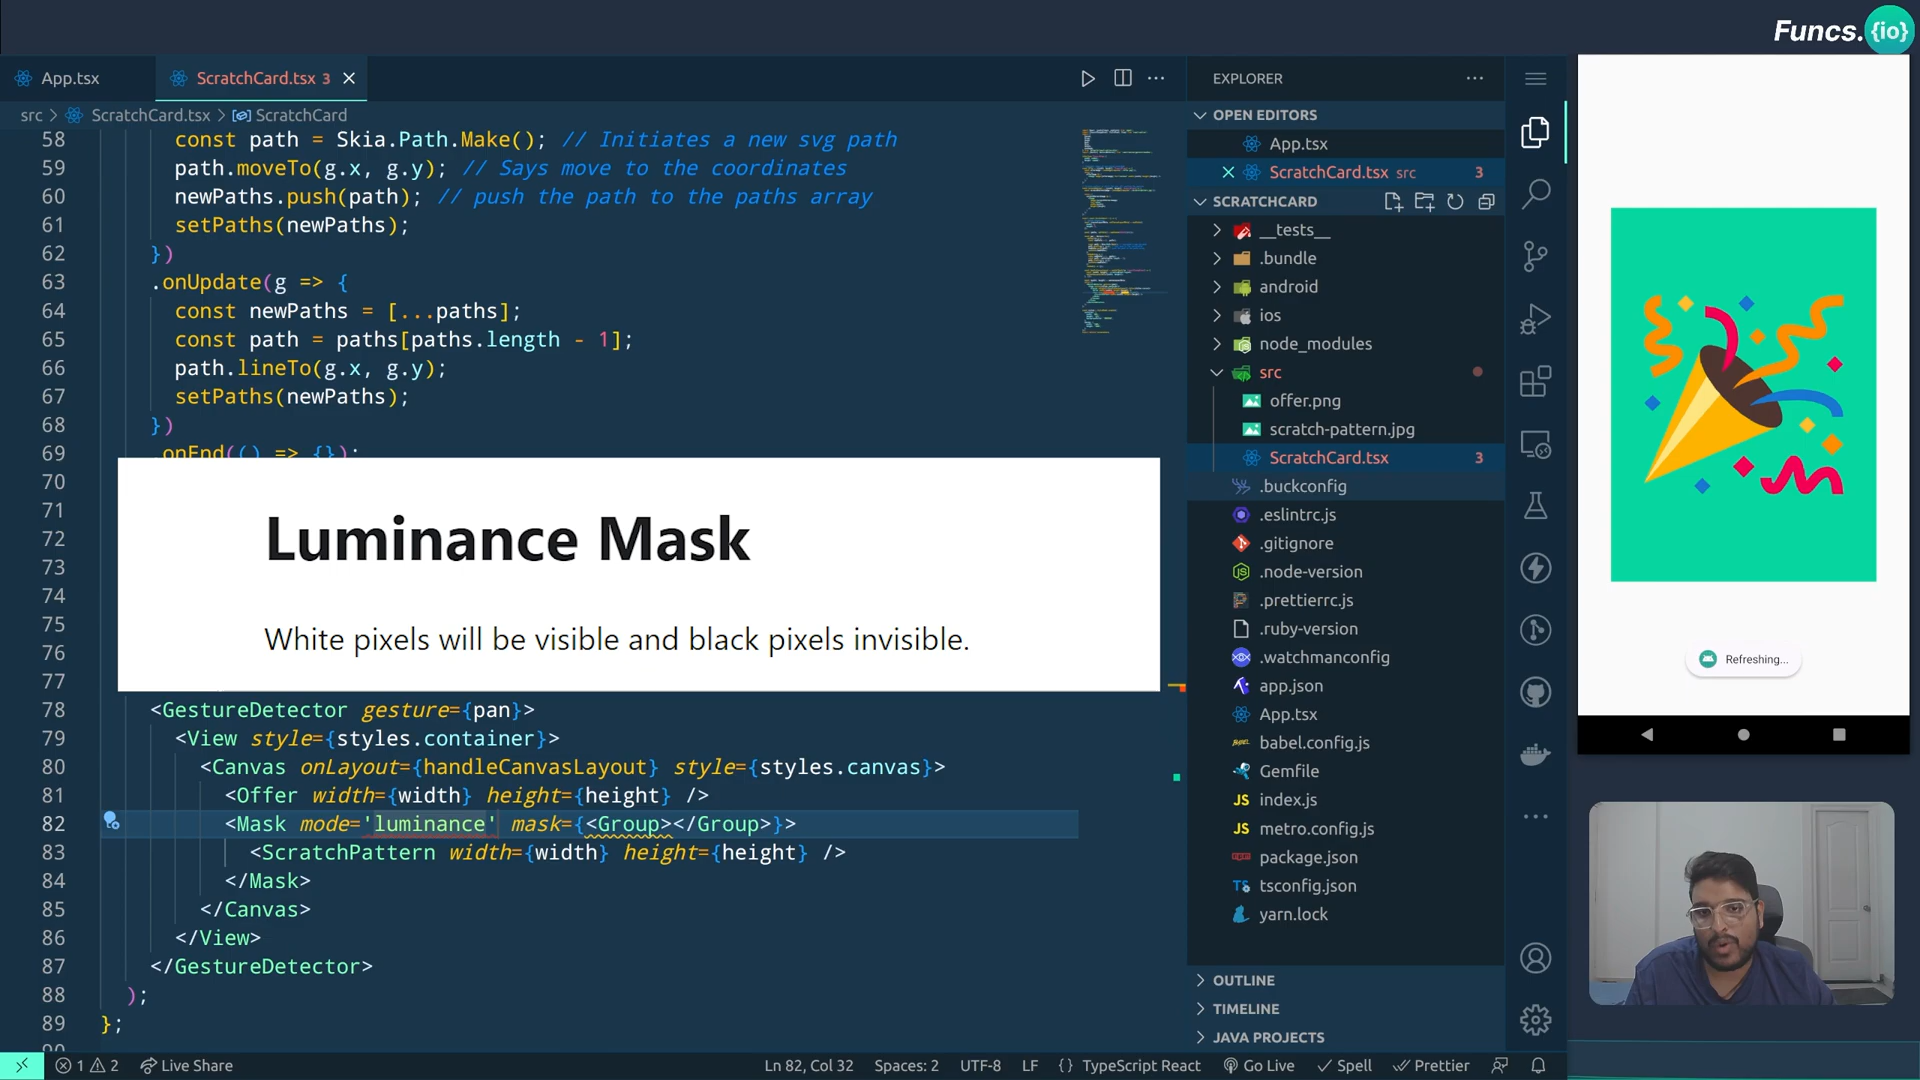 Funcs.{io}
App.tsx
ScratchCard.tsx 3
src > ScratchCard.tsx > ScratchCard
58 const path = Skia.Path.Make(); // Initiates a new svg path
59 path.moveTo(g.x, g.y); // Says move to the coordinates
60 newPaths.push(path); // push the path to the paths array
61 setPaths(newPaths);
62 })
63 .onUpdate(g => {
64 const newPaths = [...paths];
65 const path = paths[paths.length - 1];
66 path.lineTo(g.x, g.y);
67 setPaths(newPaths);
68 })
69 .onEnd(() => {});
70
71
72
73
74
75
76
77
Luminance Mask
White pixels will be visible and black pixels invisible.
78 <GestureDetector gesture={pan}>
79 <View style={styles.container}>
80 <Canvas onLayout={handleCanvasLayout} style={styles.canvas}>
81 <Offer width={width} height={height} />
82 <Mask mode='luminance' mask={<Group></Group>}>
83 <ScratchPattern width={width} height={height} />
84 </Mask>
85 </Canvas>
86 </View>
87 </GestureDetector>
88 );
89 };
90
EXPLORER
OPEN EDITORS
App.tsx
ScratchCard.tsx src 3
SCRATCHCARD
__tests__
.bundle
android
ios
node_modules
src
offer.png
scratch-pattern.jpg
ScratchCard.tsx 3
.buckconfig
.eslintrc.js
.gitignore
.node-version
.prettierrc.js
.ruby-version
.watchmanconfig
app.json
App.tsx
babel.config.js
Gemfile
index.js
metro.config.js
package.json
tsconfig.json
yarn.lock
OUTLINE
TIMELINE
JAVA PROJECTS
Refreshing...
1 2 Live Share Ln 82, Col 32 Spaces: 2 UTF-8 LF {} TypeScript React Go Live Spell Prettier